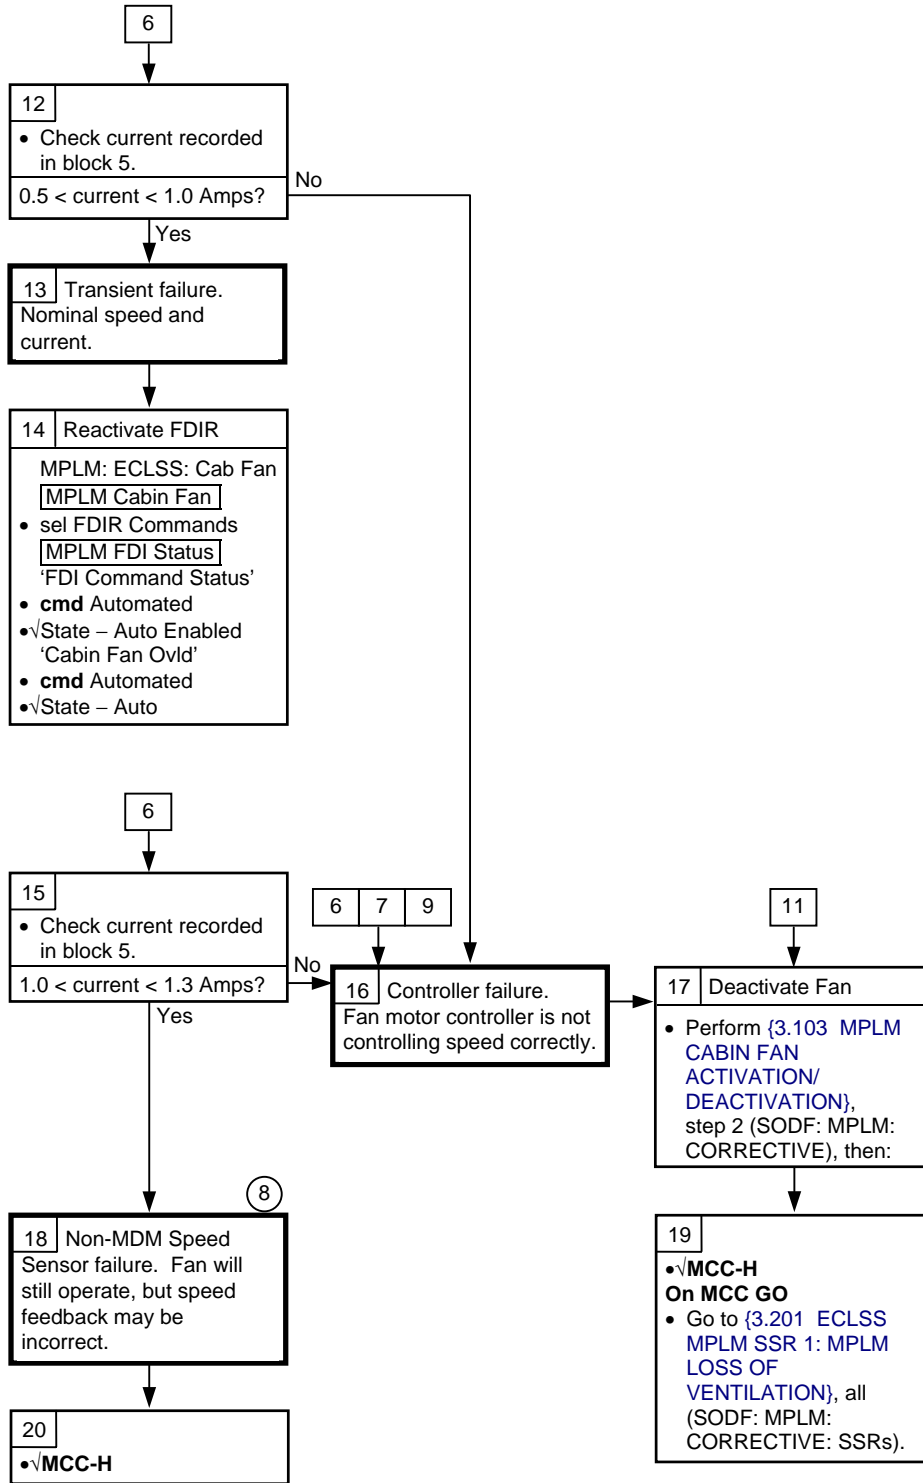 6
12
• Check current recorded
in block 5.
0.5 < current < 1.0 Amps?
No
Yes
13 Transient failure.
Nominal speed and
current.
14 Reactivate FDIR
MPLM: ECLSS: Cab Fan
MPLM Cabin Fan
• sel FDIR Commands
MPLM FDI Status
‘FDI Command Status’
• cmd Automated
•√State – Auto Enabled
‘Cabin Fan Ovld’
• cmd Automated
•√State – Auto
6
15
• Check current recorded
in block 5.
1.0 < current < 1.3 Amps?
No
Yes
6 7 9
16 Controller failure.
Fan motor controller is not
controlling speed correctly.
11
17 Deactivate Fan
• Perform {3.103 MPLM
CABIN FAN
ACTIVATION/
DEACTIVATION},
step 2 (SODF: MPLM:
CORRECTIVE), then:
8
18 Non-MDM Speed
Sensor failure. Fan will
still operate, but speed
feedback may be
incorrect.
19
•√MCC-H
On MCC GO
• Go to {3.201 ECLSS
MPLM SSR 1: MPLM
LOSS OF
VENTILATION}, all
(SODF: MPLM:
CORRECTIVE: SSRs).
20
•√MCC-H